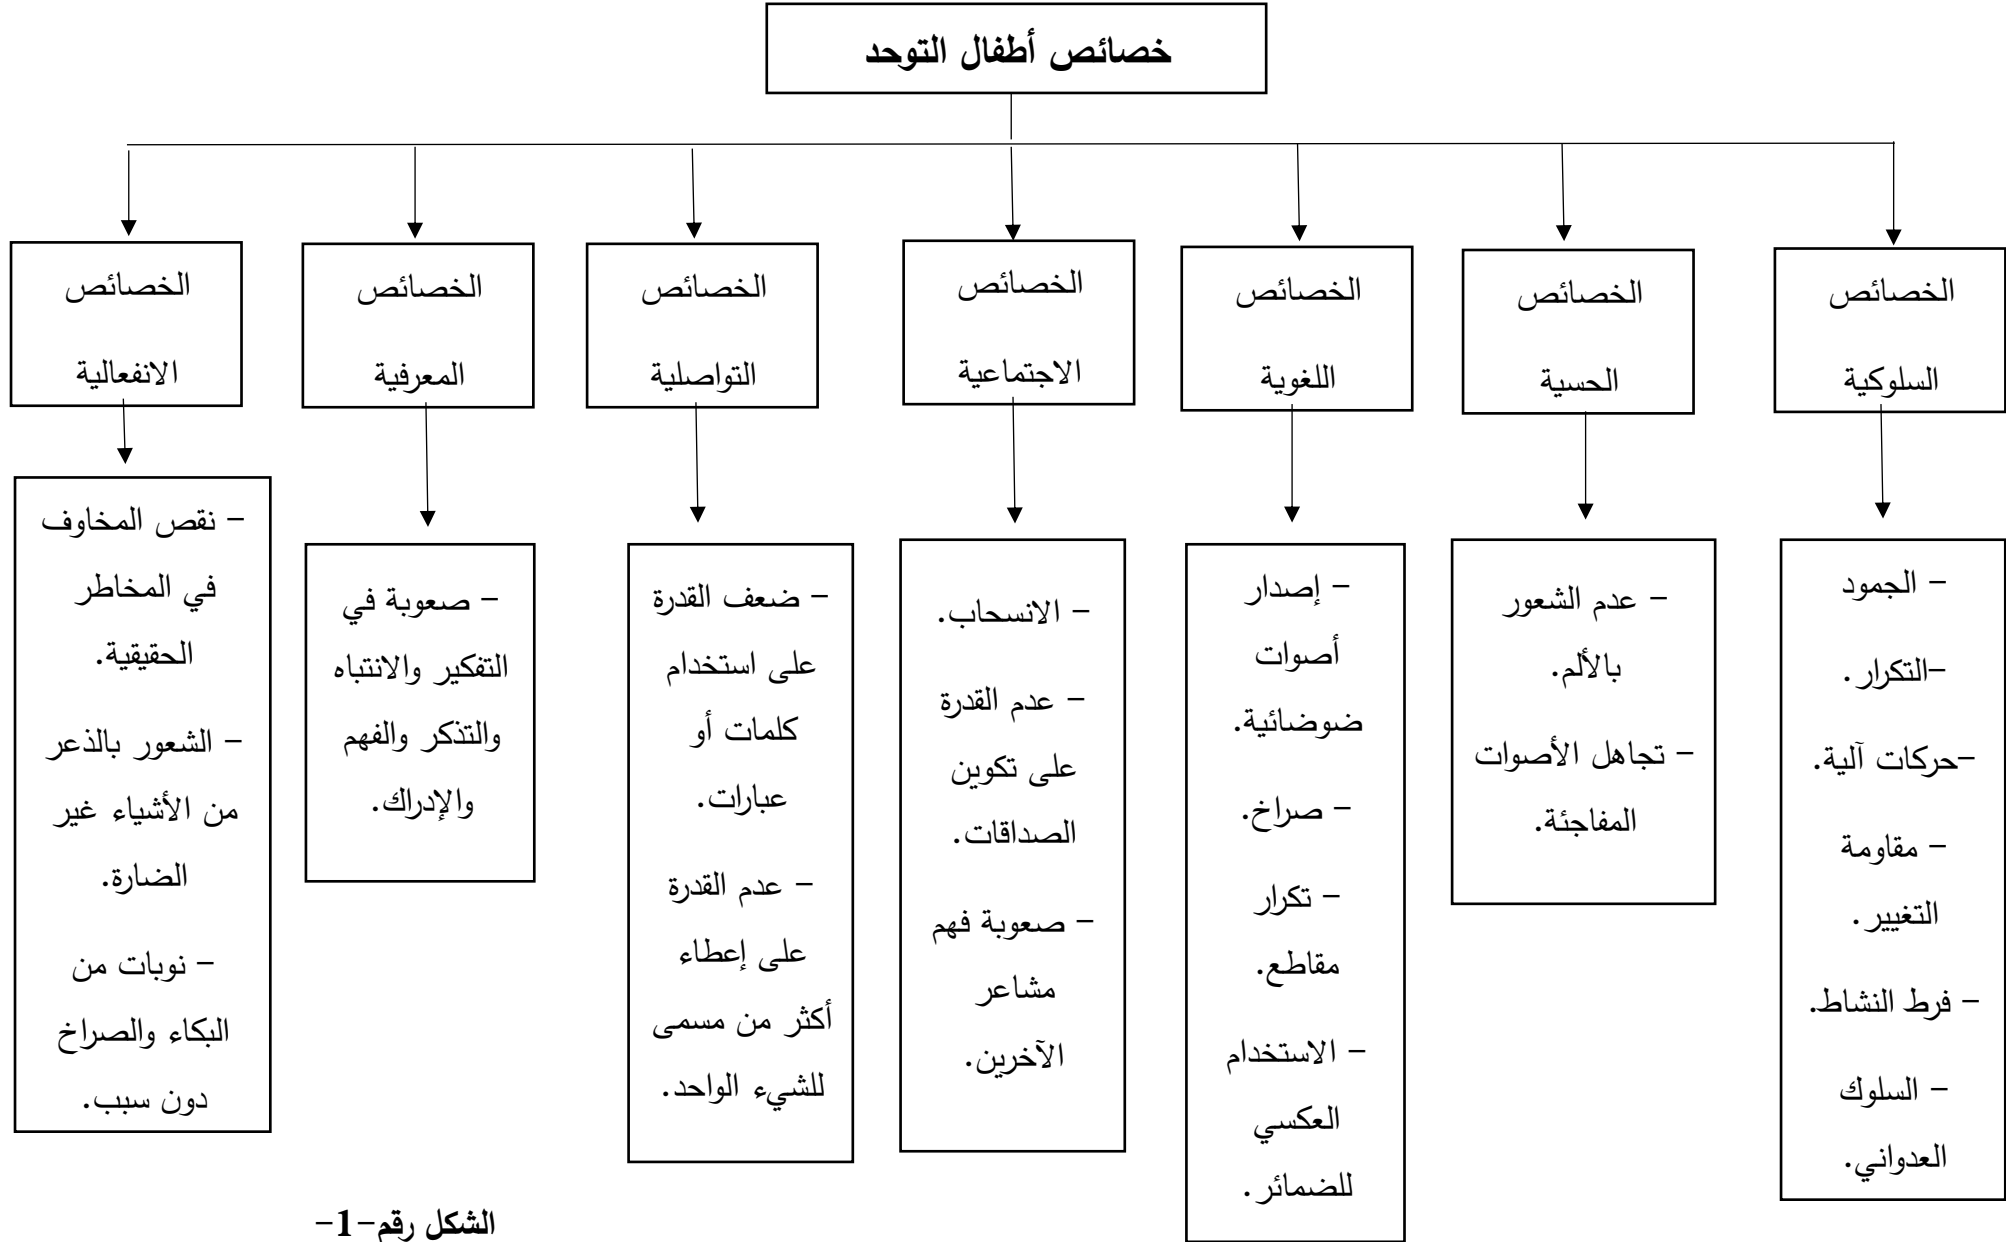 خصائص أطفال التوحد
الخصائص
السلوكية
الخصائص
الحسية
الخصائص
اللغوية
الخصائص
الاجتماعية
الخصائص
التواصلية
الخصائص
المعرفية
الخصائص
الانفعالية
- الجمود
-التكرار.
-حركات آلية.
- مقاومة
التغيير.
- فرط النشاط.
- السلوك
العدواني.
- عدم الشعور
بالألم.
- تجاهل الأصوات
المفاجئة.
- إصدار
أصوات
ضوضائية.
- صراخ.
- تكرار
مقاطع.
- الاستخدام
العكسي
للضمائر.
- الانسحاب.
- عدم القدرة
على تكوين
الصداقات.
- صعوبة فهم
مشاعر
الآخرين.
- ضعف القدرة
على استخدام
كلمات أو
عبارات.
- عدم القدرة
على إعطاء
أكثر من مسمى
للشيء الواحد.
- صعوبة في
التفكير والانتباه
والتذكر والفهم
والإدراك.
- نقص المخاوف
في المخاطر
الحقيقية.
- الشعور بالذعر
من الأشياء غير
الضارة.
- نوبات من
البكاء والصراخ
دون سبب.
الشكل رقم-1-